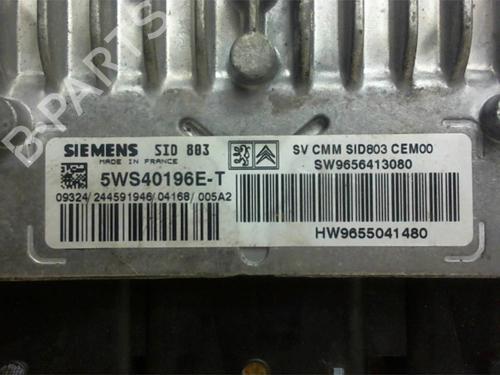 B-PARTS
SIEMENS SID 803
MADE IN FRANCE
5WS40196E-T
09324/244591946/04168/005A2
SV CMM SID803 CEM00
SW9656413080
HW9655041480